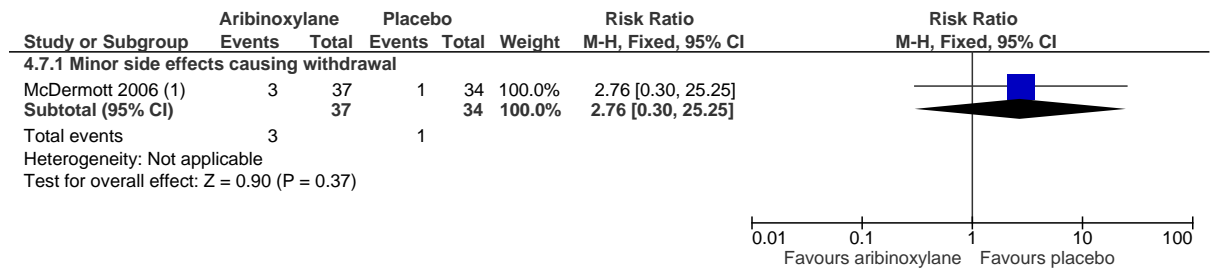 Aribinoxylane Placebo Risk Ratio Risk Ratio
Study or Subgroup Events Total Events Total Weight M-H, Fixed, 95% CI M-H, Fixed, 95% CI
4.7.1 Minor side effects causing withdrawal
McDermott 2006 (1) 3 37 1 34 100.0% 2.76 [0.30, 25.25]
Subtotal (95% CI) 37 34 100.0% 2.76 [0.30, 25.25]
Total events 3 1
Heterogeneity: Not applicable
Test for overall effect: Z = 0.90 (P = 0.37)
0.01 0.1 1 10 100
Favours aribinoxylane Favours placebo